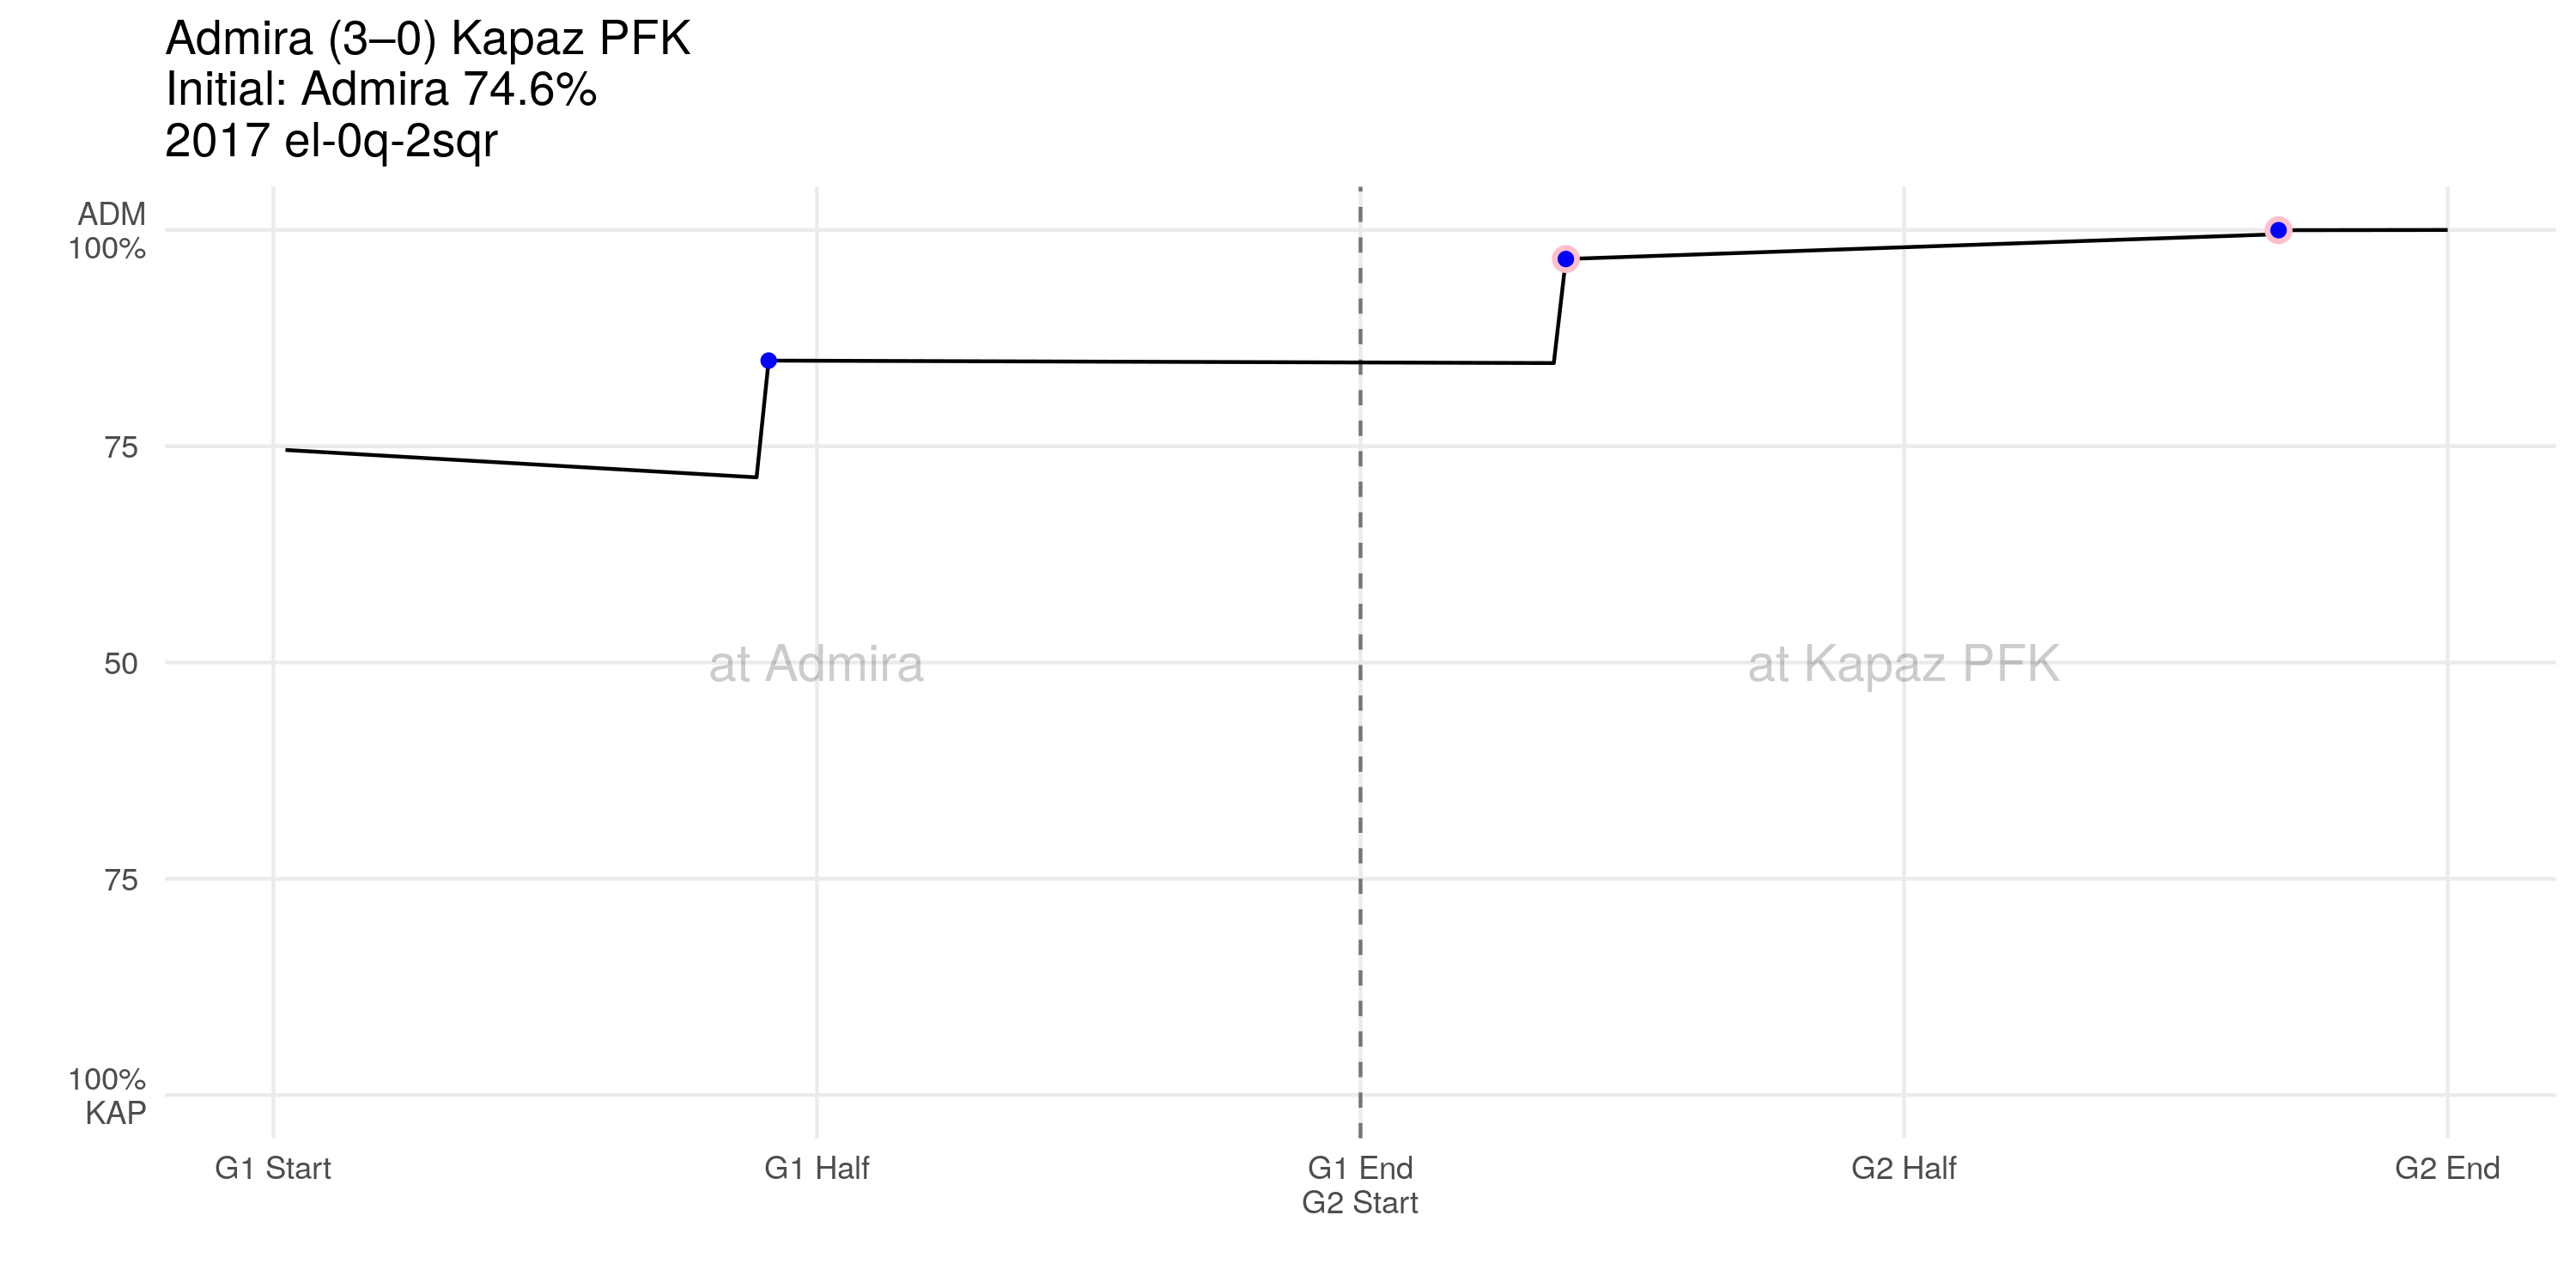 Admira (3–0) Kapaz PFK
Initial: Admira 74.6%
2017 el-0q-2sqr
ADM
100%
75
50
75
100%
KAP
at Admira
at Kapaz PFK
G1 Start
G1 Half
G1 End
G2 Start
G2 Half
G2 End